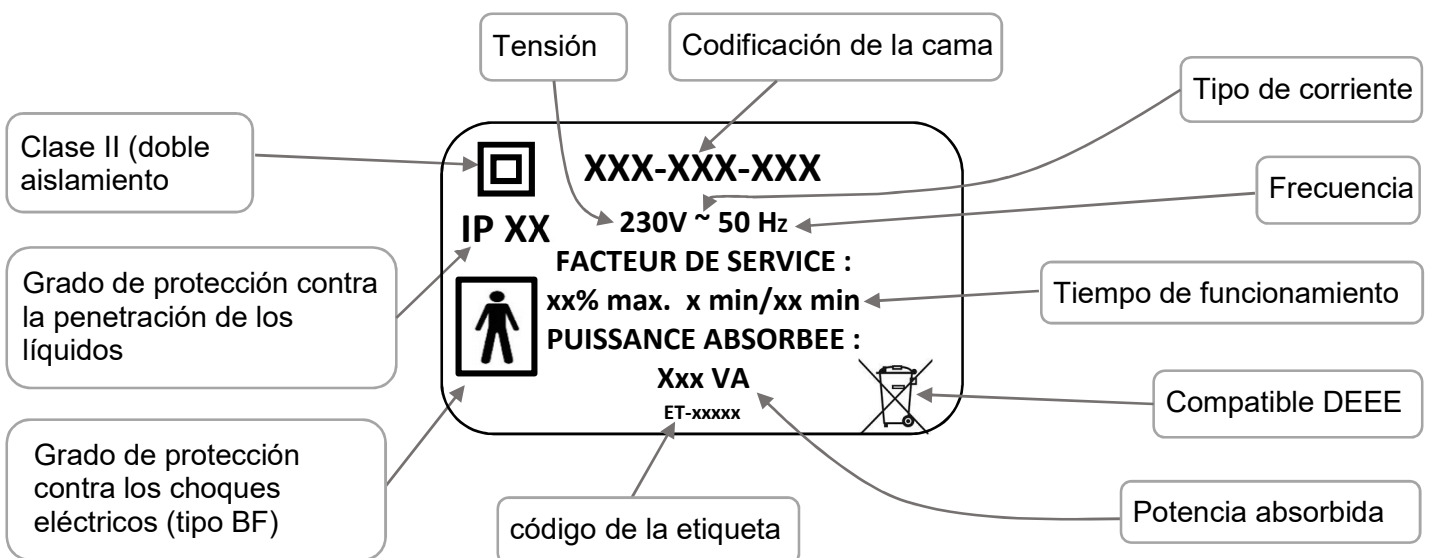 Tensión
Codificación de la cama
Tipo de corriente
Clase II (doble
aislamiento
XXX-XXX-XXX
Frecuencia
IP XX
230V ~ 50 Hz
FACTEUR DE SERVICE :
Grado de protección contra
la penetración de los
líquidos
xx% max. x min/xx min
Tiempo de funcionamiento
PUISSANCE ABSORBEE :
Xxx VA
Compatible DEEE
ET-xxxxx
Grado de protección
contra los choques
eléctricos (tipo BF)
código de la etiqueta
Potencia absorbida